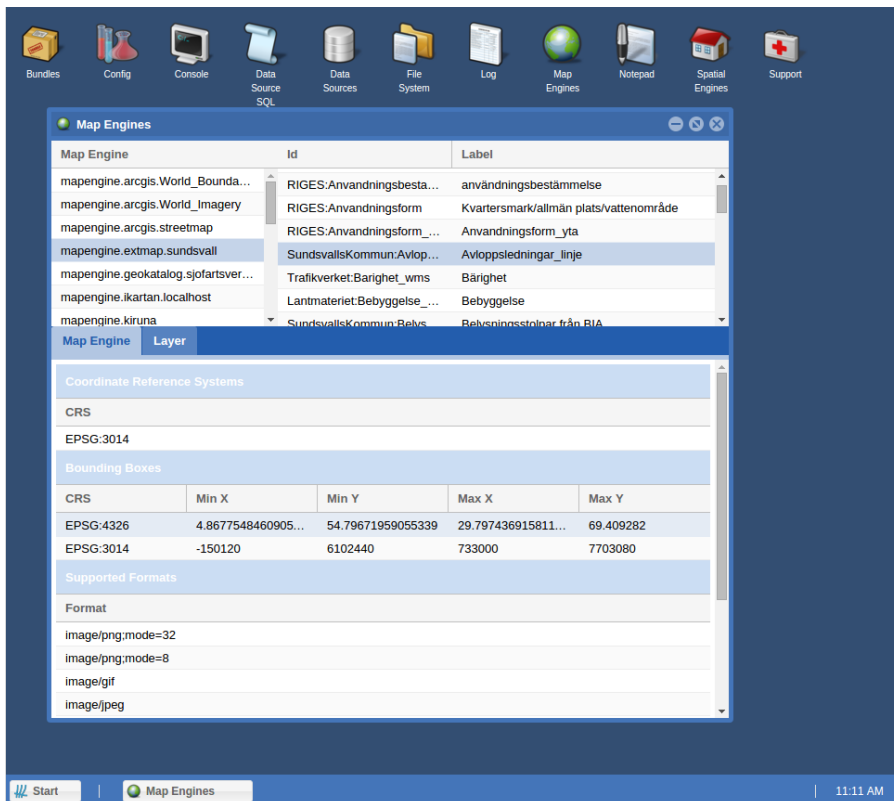 Bundles
Config
Console
Data
Source
SQL
Data
Sources
File
System
Log
Map
Engines
Notepad
Spatial
Engines
Support
Map Engines
Map Engine Id Label
mapengine.arcgis.World_Bounda… RIGES:Anvandningsbesta… användningsbestämmelse
mapengine.arcgis.World_Imagery RIGES:Anvandningsform Kvartersmark/allmän plats/vattenområde
mapengine.arcgis.streetmap RIGES:Anvandningsform_… Anvandningsform_yta
mapengine.extmap.sundsvall SundsvallsKommun:Avlop… Avloppsledningar_linje
mapengine.geokatalog.sjofartsver… Trafikverket:Barighet_wms Bärighet
mapengine.ikartan.localhost Lantmateriet:Bebyggelse_… Bebyggelse
mapengine.kiruna SundsvallsKommun:Belys Belysningsstolpar från BIA
Map Engine Layer
Coordinate Reference Systems
CRS
EPSG:3014
Bounding Boxes
CRS Min X Min Y Max X Max Y
EPSG:4326 4.8677548460905… 54.79671959055339 29.797436915811… 69.409282
EPSG:3014 -150120 6102440 733000 7703080
Supported Formats
Format
image/png;mode=32
image/png;mode=8
image/gif
image/jpeg
Start | Map Engines | 11:11 AM